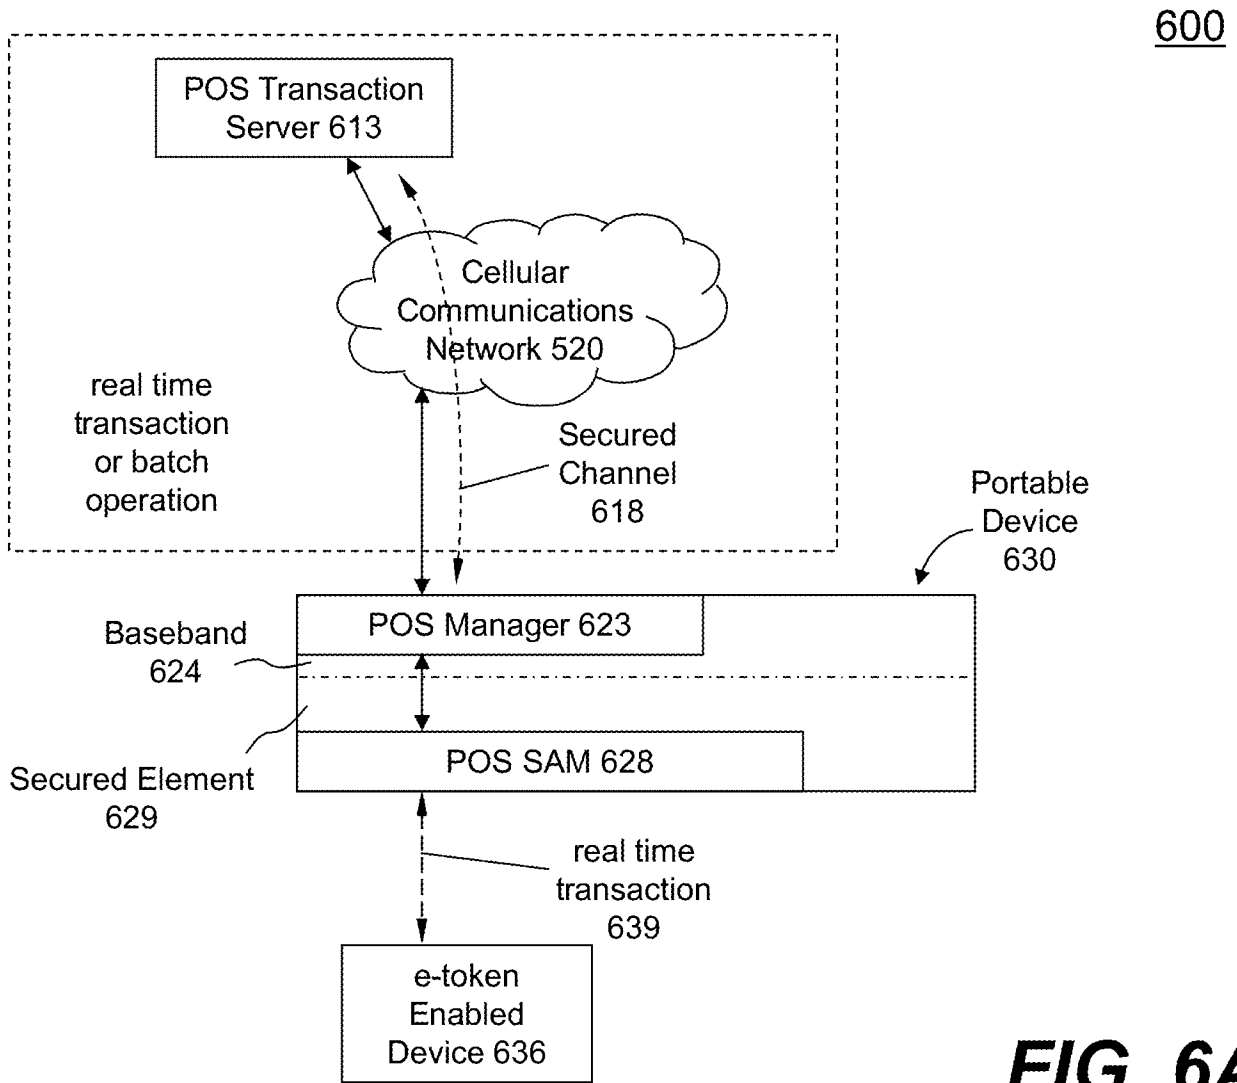 600
POS Transaction
Server 613
Cellular
Communications
Network 520
real time
transaction
or batch
operation
Secured
Channel
618
Portable
Device
630
POS Manager 623
Baseband
624
POS SAM 628
Secured Element
629
real time
transaction
639
e-token
Enabled
Device 636
FIG. 6A